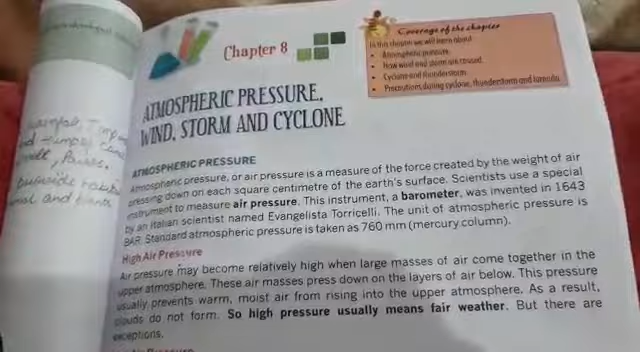 Chapter 8
Coverage of the chapter
In this chapter we will learn about
• Atmospheric pressure.
• How wind and storm are caused.
• Cyclone and thunderstorm.
• Precautions during cyclone, thunderstorm and tornado.
ATMOSPHERIC PRESSURE,
WIND, STORM AND CYCLONE
ATMOSPHERIC PRESSURE
Atmospheric pressure, or air pressure is a measure of the force created by the weight of air
pressing down on each square centimetre of the earth's surface. Scientists use a special
instrument to measure air pressure. This instrument, a barometer, was invented in 1643
by an Italian scientist named Evangelista Torricelli. The unit of atmospheric pressure is
BAR. Standard atmospheric pressure is taken as 760 mm (mercury column).
High Air Pressure
Air pressure may become relatively high when large masses of air come together in the
upper atmosphere. These air masses press down on the layers of air below. This pressure
usually prevents warm, moist air from rising into the upper atmosphere. As a result,
clouds do not form. So high pressure usually means fair weather. But there are
exceptions.
Air Pressure
and